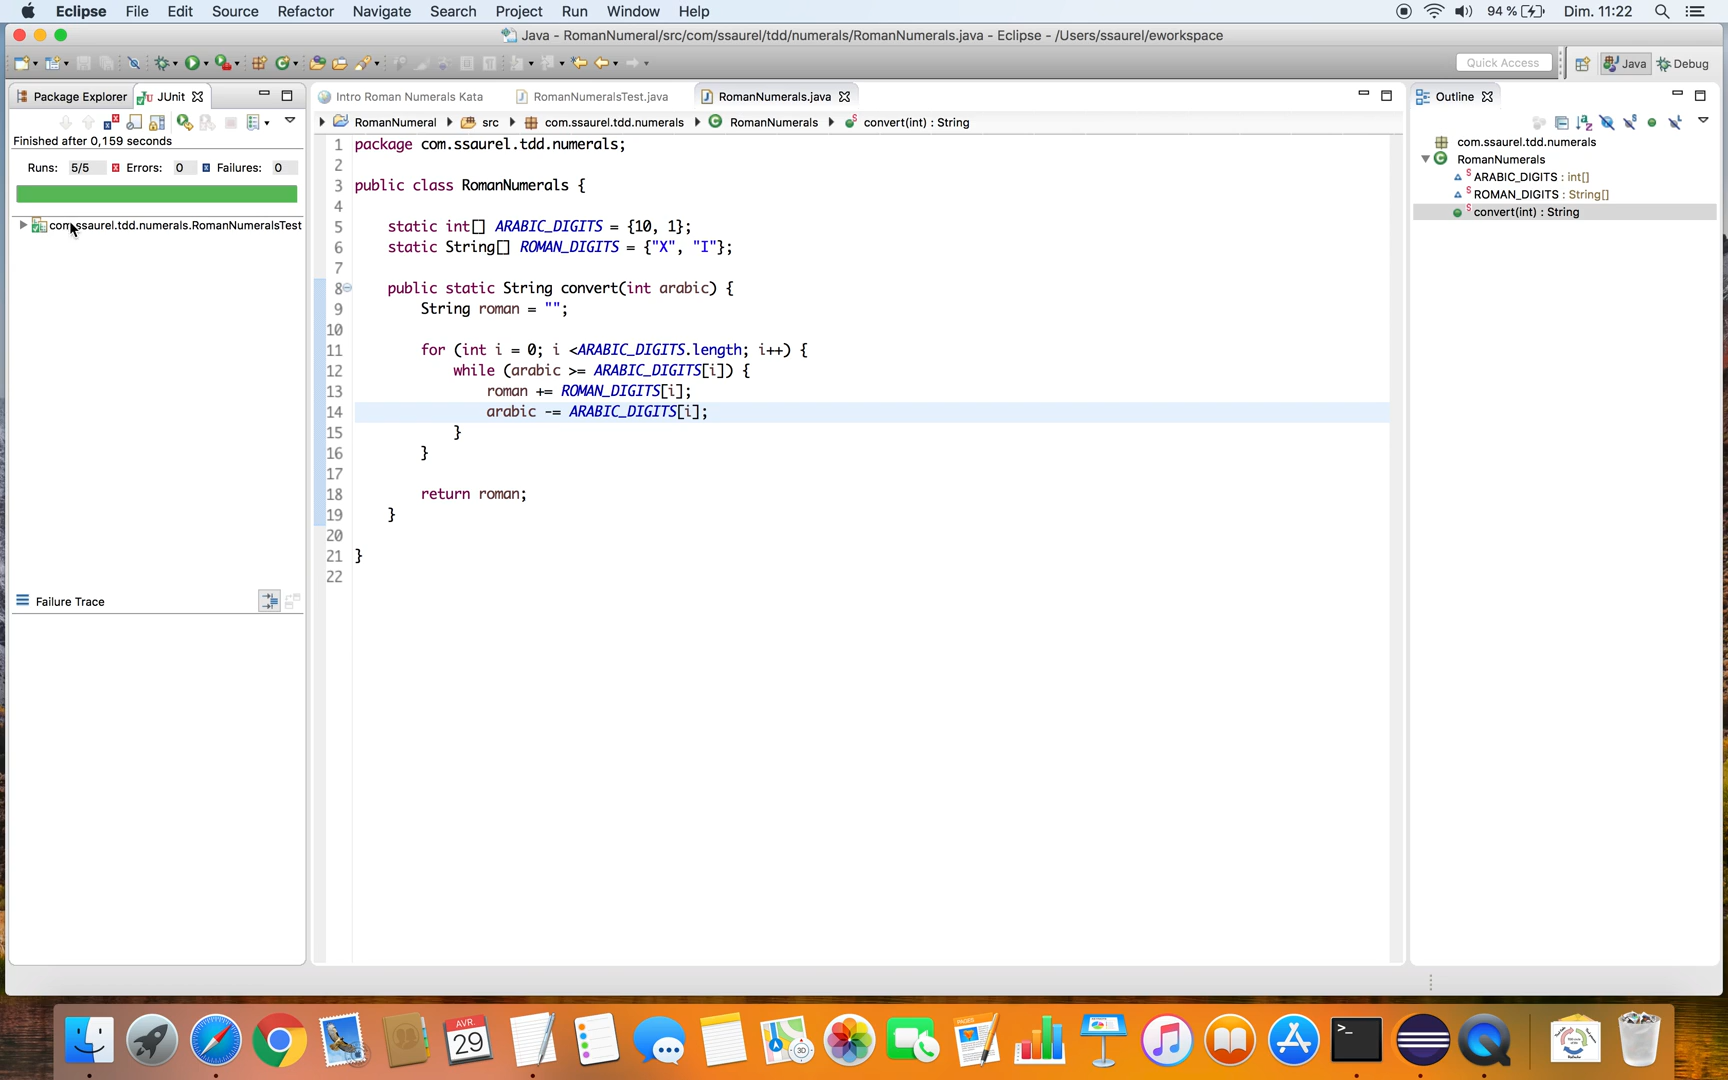 Eclipse File Edit Source Refactor Navigate Search Project Run Window Help 94 % Dim. 11:22
Java - RomanNumeral/src/com/ssaurel/tdd/numerals/RomanNumerals.java - Eclipse - /Users/ssaurel/eworkspace
Quick Access Java Debug
Package Explorer JUnit Intro Roman Numerals Kata RomanNumeralsTest.java RomanNumerals.java Outline
RomanNumeral src com.ssaurel.tdd.numerals RomanNumerals convert(int) : String
Finished after 0,159 seconds
Runs: 5/5 Errors: 0 Failures: 0
com.ssaurel.tdd.numerals.RomanNumeralsTest
Failure Trace
1 package com.ssaurel.tdd.numerals;
2
3 public class RomanNumerals {
4
5 static int[] ARABIC_DIGITS = {10, 1};
6 static String[] ROMAN_DIGITS = {"X", "I"};
7
8 public static String convert(int arabic) {
9 String roman = "";
10
11 for (int i = 0; i <ARABIC_DIGITS.length; i++) {
12 while (arabic >= ARABIC_DIGITS[i]) {
13 roman += ROMAN_DIGITS[i];
14 arabic -= ARABIC_DIGITS[i];
15 }
16 }
17
18 return roman;
19 }
20
21 }
22
com.ssaurel.tdd.numerals
RomanNumerals
ARABIC_DIGITS : int[]
ROMAN_DIGITS : String[]
convert(int) : String
AVR.
29
PAGES
3D
>_